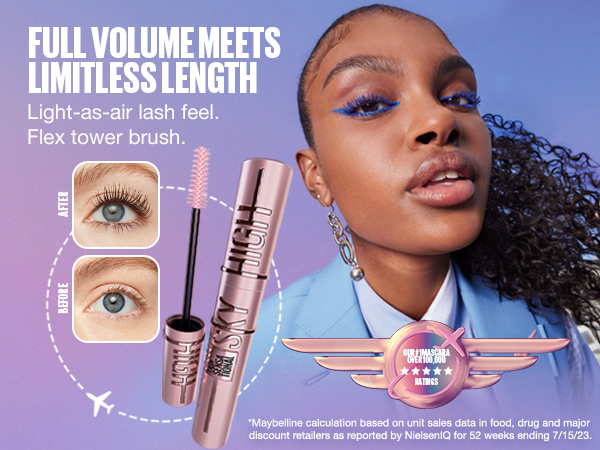 FULL VOLUME MEETS
LIMITLESS LENGTH
Light-as-air lash feel.
Flex tower brush.
AFTER
BEFORE
HIGH
SKY HIGH
OUR #1 MASCARA
OVER 100,000
RATINGS
*Maybelline calculation based on unit sales data in food, drug and major
discount retailers as reported by NielsenIQ for 52 weeks ending 7/15/23.